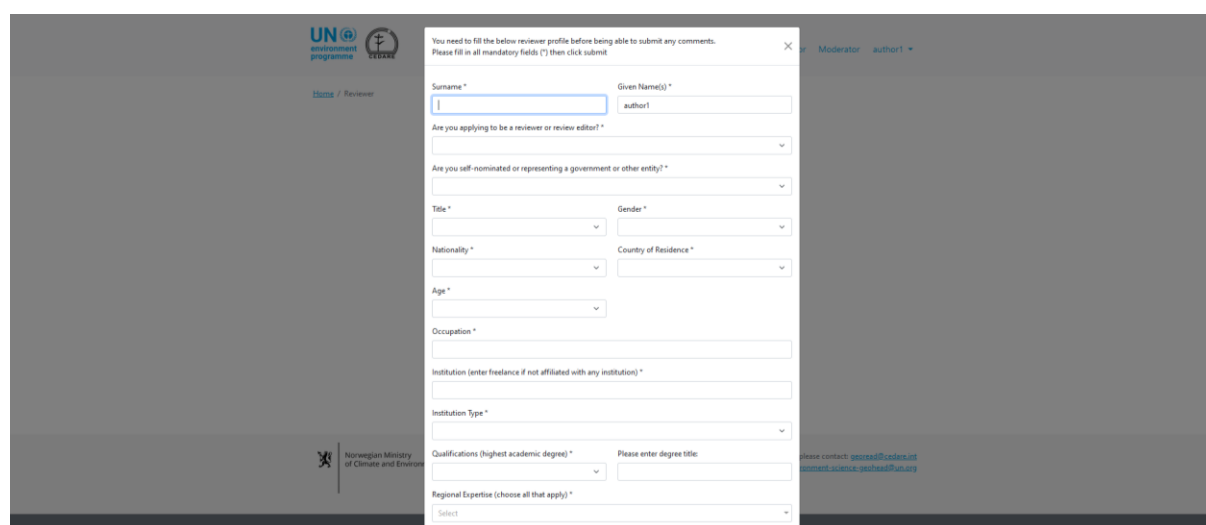 UN
environment
programme
CEDARE
You need to fill the below reviewer profile before being able to submit any comments.
Please fill in all mandatory fields (*) then click submit
Moderator author1
Home / Reviewer
Surname * Given Name(s) *
author1
Are you applying to be a reviewer or review editor? *
Are you self-nominated or representing a government or other entity? *
Title * Gender *
Nationality * Country of Residence *
Age *
Occupation *
Institution (enter freelance if not affiliated with any institution) *
Institution Type *
Norwegian Ministry
of Climate and Environ
Qualifications (highest academic degree) * Please enter degree title:
please contact: georead@cedare.int
Regional Expertise (choose all that apply) *
Select